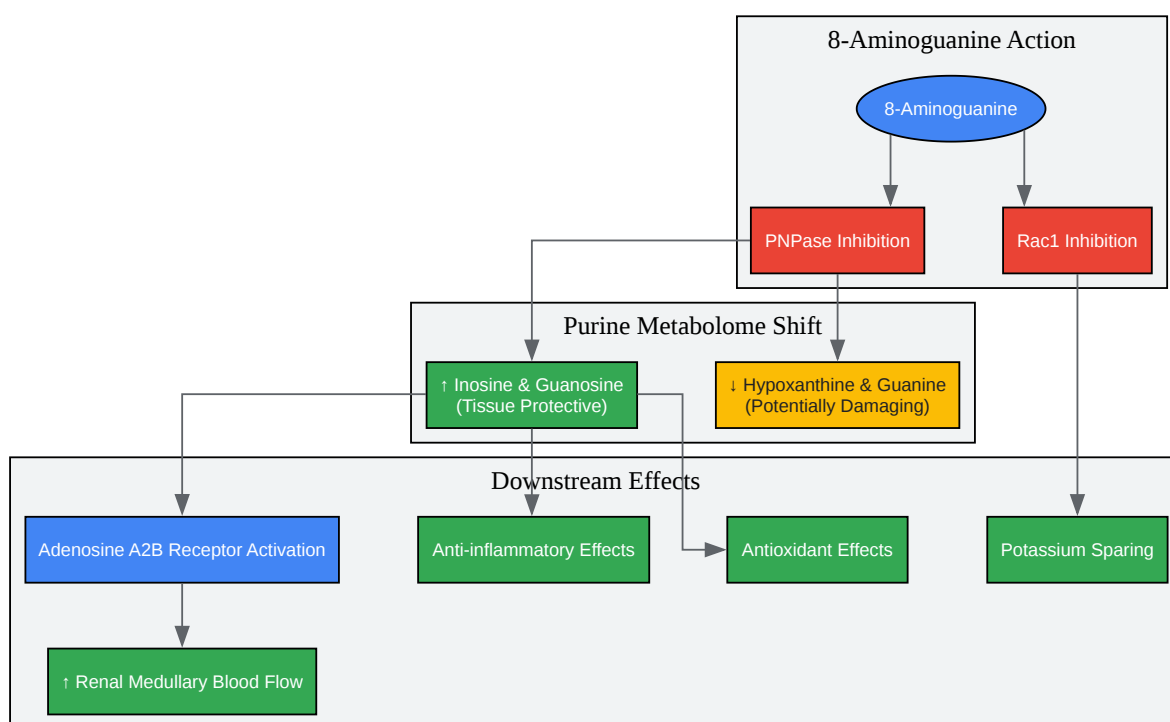 8-Aminoguanine Action
8-Aminoguanine
PNPase Inhibition
Rac1 Inhibition
Purine Metabolome Shift
↑ Inosine & Guanosine
(Tissue Protective)
↓ Hypoxanthine & Guanine
(Potentially Damaging)
Downstream Effects
Adenosine A2B Receptor Activation
Anti-inflammatory Effects
Antioxidant Effects
Potassium Sparing
↑ Renal Medullary Blood Flow